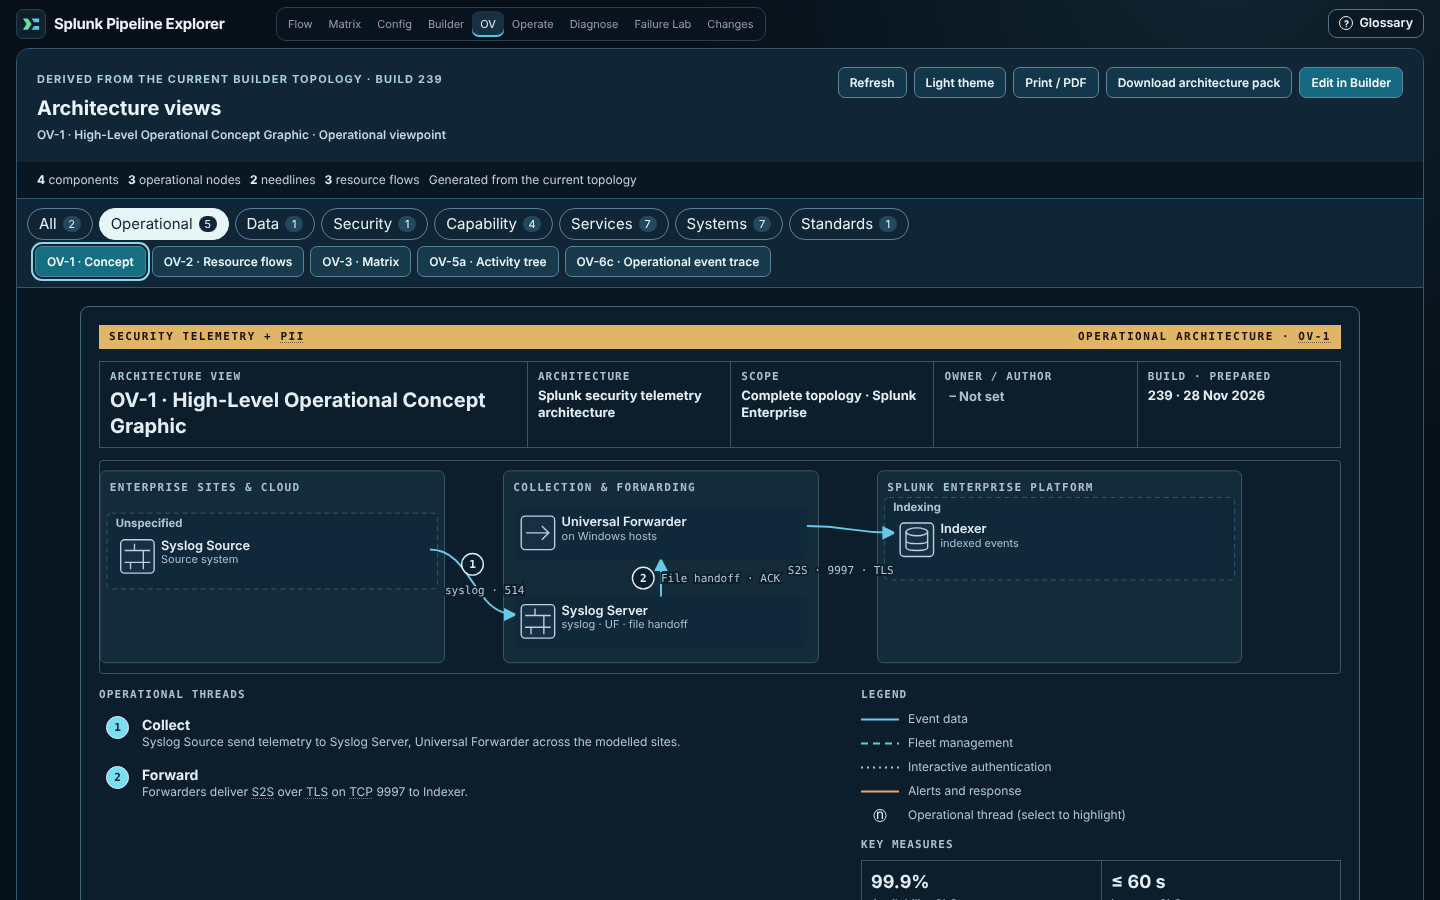 Splunk Pipeline Explorer
Flow Matrix Config Builder OV Operate Diagnose Failure Lab Changes
? Glossary
DERIVED FROM THE CURRENT BUILDER TOPOLOGY · BUILD 239
Architecture views
OV-1 · High-Level Operational Concept Graphic · Operational viewpoint
Refresh Light theme Print / PDF Download architecture pack Edit in Builder
4 components 3 operational nodes 2 needlines 3 resource flows Generated from the current topology
All 2 Operational 5 Data 1 Security 1 Capability 4 Services 7 Systems 7 Standards 1
OV-1 · Concept OV-2 · Resource flows OV-3 · Matrix OV-5a · Activity tree OV-6c · Operational event trace
SECURITY TELEMETRY + PII
OPERATIONAL ARCHITECTURE · OV-1
ARCHITECTURE VIEW
OV-1 · High-Level Operational Concept
Graphic
ARCHITECTURE
Splunk security telemetry
architecture
SCOPE
Complete topology · Splunk
Enterprise
OWNER / AUTHOR
– Not set
BUILD · PREPARED
239 · 28 Nov 2026
ENTERPRISE SITES & CLOUD
Unspecified
Syslog Source
Source system
1
syslog · 514
COLLECTION & FORWARDING
Universal Forwarder
on Windows hosts
2
File handoff · ACK
Syslog Server
syslog · UF · file handoff
S2S · 9997 · TLS
SPLUNK ENTERPRISE PLATFORM
Indexing
Indexer
indexed events
OPERATIONAL THREADS
1
Collect
Syslog Source send telemetry to Syslog Server, Universal Forwarder across the modelled sites.
2
Forward
Forwarders deliver S2S over TLS on TCP 9997 to Indexer.
LEGEND
Event data
Fleet management
Interactive authentication
Alerts and response
ⓝ Operational thread (select to highlight)
KEY MEASURES
99.9%
≤ 60 s